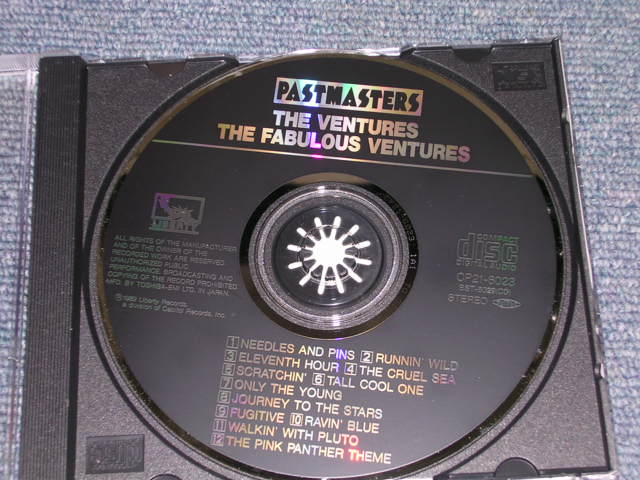 PASTMASTERS
THE VENTURES
THE FABULOUS VENTURES
LIBERTY
ALL RIGHTS OF THE MANUFACTURER
AND OF THE OWNER OF THE
RECORDED WORK ARE RESERVED
UNAUTHORIZED PUBLIC
PERFORMANCE, BROADCASTING AND
COPYING OF THE RECORD PROHIBITED
MFD. BY TOSHIBA-EMI LTD. IN JAPAN.
Liberty Records,
a division of Capitol Records, Inc.
COMPACT
disc
DIGITAL AUDIO
CP21-6023
BST-8029(CD)
STEREO
1 NEEDLES AND PINS 2 RUNNIN' WILD
3 ELEVENTH HOUR 4 THE CRUEL SEA
5 SCRATCHIN' 6 TALL COOL ONE
7 ONLY THE YOUNG
8 JOURNEY TO THE STARS
9 FUGITIVE 10 RAVIN' BLUE
11 WALKIN' WITH PLUTO
12 THE PINK PANTHER THEME